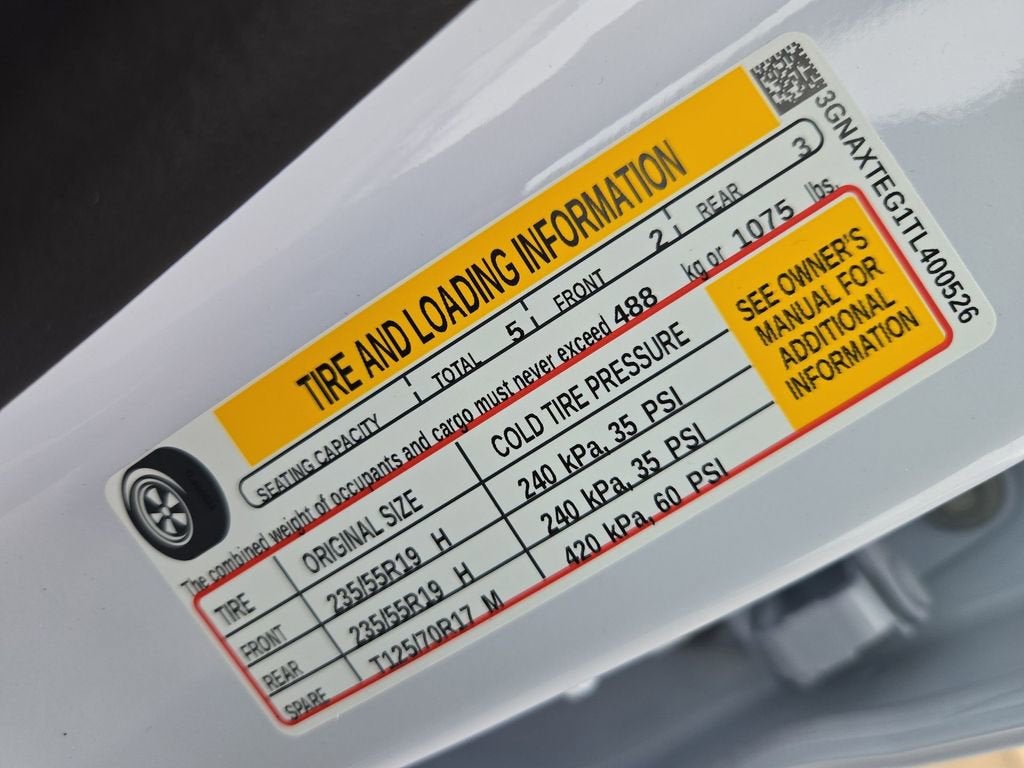 TIRE AND LOADING INFORMATION
3GNAXTEG1TL400526
SEATING CAPACITY TOTAL 5 FRONT 2 REAR 3
The combined weight of occupants and cargo must never exceed 488 kg or 1075 lbs.
TIRE ORIGINAL SIZE COLD TIRE PRESSURE
FRONT 235/55R19 H 240 kPa, 35 PSI
REAR 235/55R19 H 240 kPa, 35 PSI
SPARE T125/70R17 M 420 kPa, 60 PSI
SEE OWNER'S
MANUAL FOR
ADDITIONAL
INFORMATION